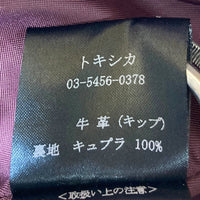 トキシカ
03-5456-0378
牛革(キップ)
裏地 キュプラ 100%
<取扱い上の注意>